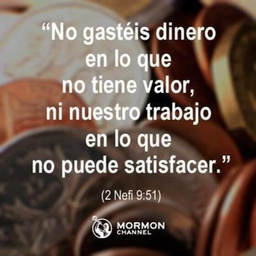 “No gastéis dinero
en lo que
no tiene valor,
ni nuestro trabajo
en lo que
no puede satisfacer.”
(2 Nefi 9:51)
MORMON
CHANNEL